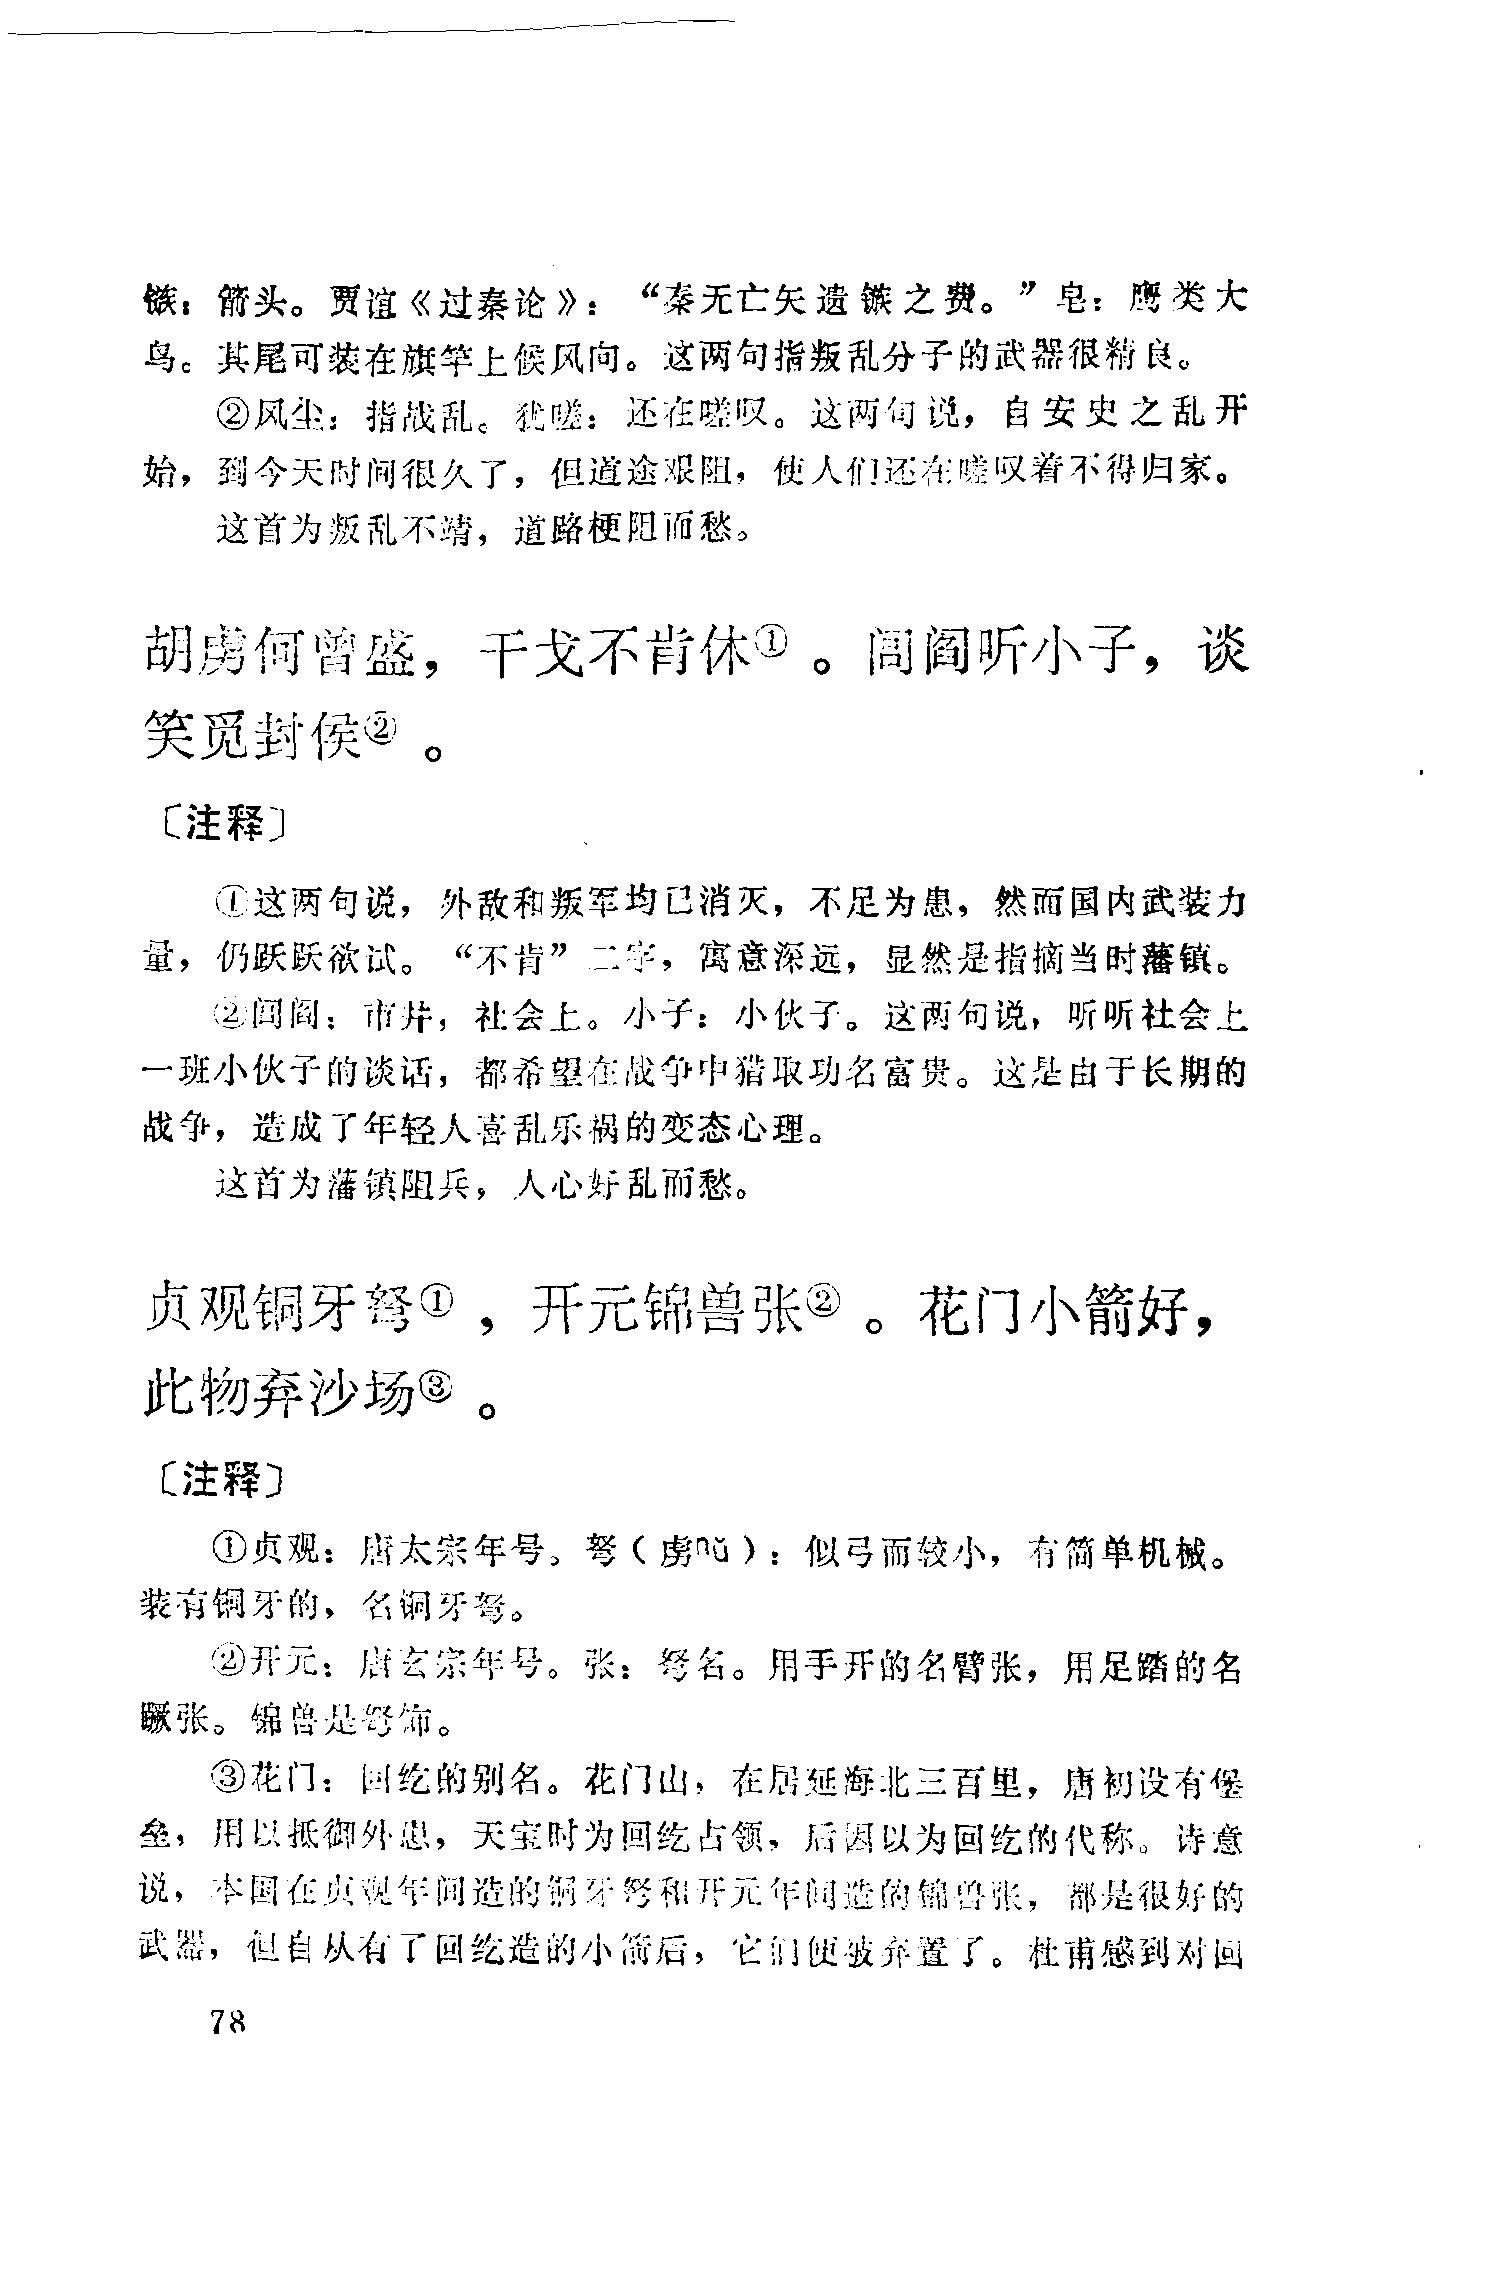 镞：箭头。贾谊《过秦论》：“秦无亡矢遗镞之费。”皂：鹰类大
鸟。其尾可装在旗竿上候风向。这两句指叛乱分子的武器很精良。
②风尘：指战乱。犹嗟：还在嗟叹。这两句说，自安史之乱开
始，到今天时间很久了，但道途艰阻，使人们还在嗟叹着不得归家。
这首为叛乱不靖，道路梗阻而愁。
胡虏何曾盛，干戈不肯休①。闾阎听小子，谈
笑觅封侯②。
〔注释〕
①这两句说，外敌和叛军均已消灭，不足为患，然而国内武装力
量，仍跃跃欲试。“不肯”二字，寓意深远，显然是指摘当时藩镇。
②闾阎：市井，社会上。小子：小伙子。这两句说，听听社会上
一班小伙子的谈话，都希望在战争中猎取功名富贵。这是由于长期的
战争，造成了年轻人喜乱乐祸的变态心理。
这首为藩镇阻兵，人心好乱而愁。
贞观铜牙弩①，开元锦兽张②。花门小箭好，
此物弃沙场③。
〔注释〕
①贞观：唐太宗年号。弩（虏nǔ）：似弓而较小，有简单机械。
装有铜牙的，名铜牙弩。
②开元：唐玄宗年号。张：弩名。用手开的名臂张，用足踏的名
蹶张。锦兽是弩饰。
③花门：回纥的别名。花门山，在居延海北三百里，唐初设有堡
垒，用以抵御外患，天宝时为回纥占领，后因以为回纥的代称。诗意
说，本国在贞观年间造的铜牙弩和开元年间造的锦兽张，都是很好的
武器，但自从有了回纥造的小箭后，它们便被弃置了。杜甫感到对回
78